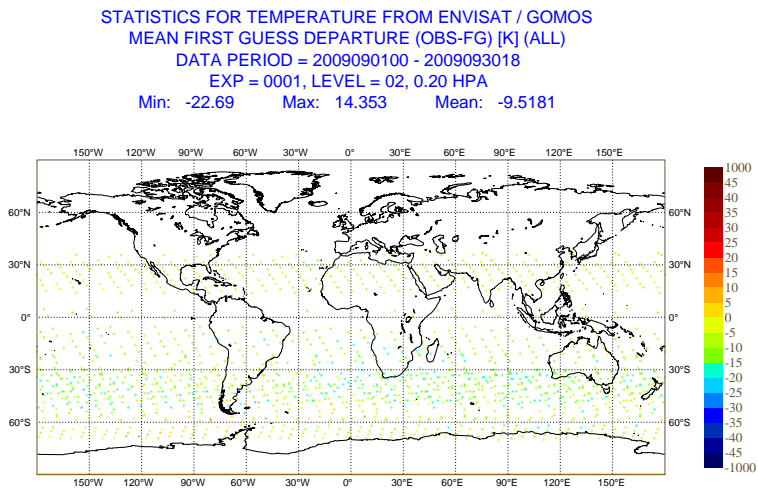 STATISTICS FOR TEMPERATURE FROM ENVISAT / GOMOS
MEAN FIRST GUESS DEPARTURE (OBS-FG) [K] (ALL)
DATA PERIOD = 2009090100 - 2009093018
EXP = 0001, LEVEL = 02, 0.20 HPA
Min: -22.69 Max: 14.353 Mean: -9.5181
150°W 120°W 90°W 60°W 30°W 0° 30°E 60°E 90°E 120°E 150°E
60°N 60°N
30°N 30°N
0° 0°
30°S 30°S
60°S 60°S
150°W 120°W 90°W 60°W 30°W 0° 30°E 60°E 90°E 120°E 150°E
1000
45
40
35
30
25
20
15
10
5
0
-5
-10
-15
-20
-25
-30
-35
-45
-1000